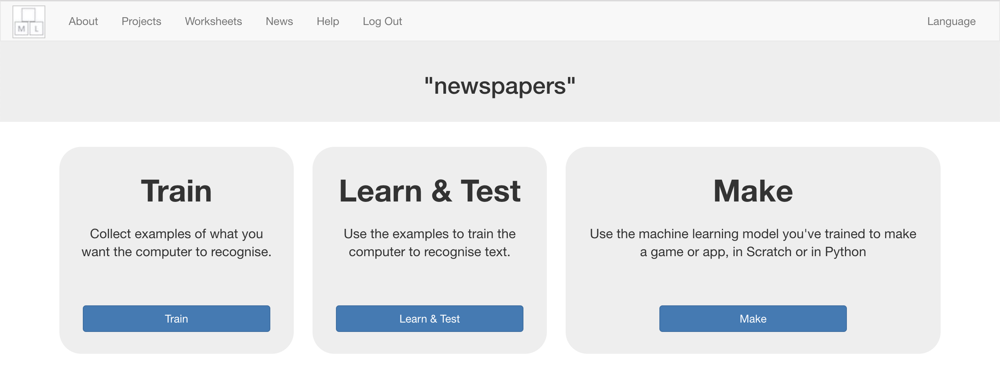 M L
About Projects Worksheets News Help Log Out Language
"newspapers"
Train
Collect examples of what you
want the computer to recognise.
Train
Learn & Test
Use the examples to train the
computer to recognise text.
Learn & Test
Make
Use the machine learning model you've trained to make
a game or app, in Scratch or in Python
Make